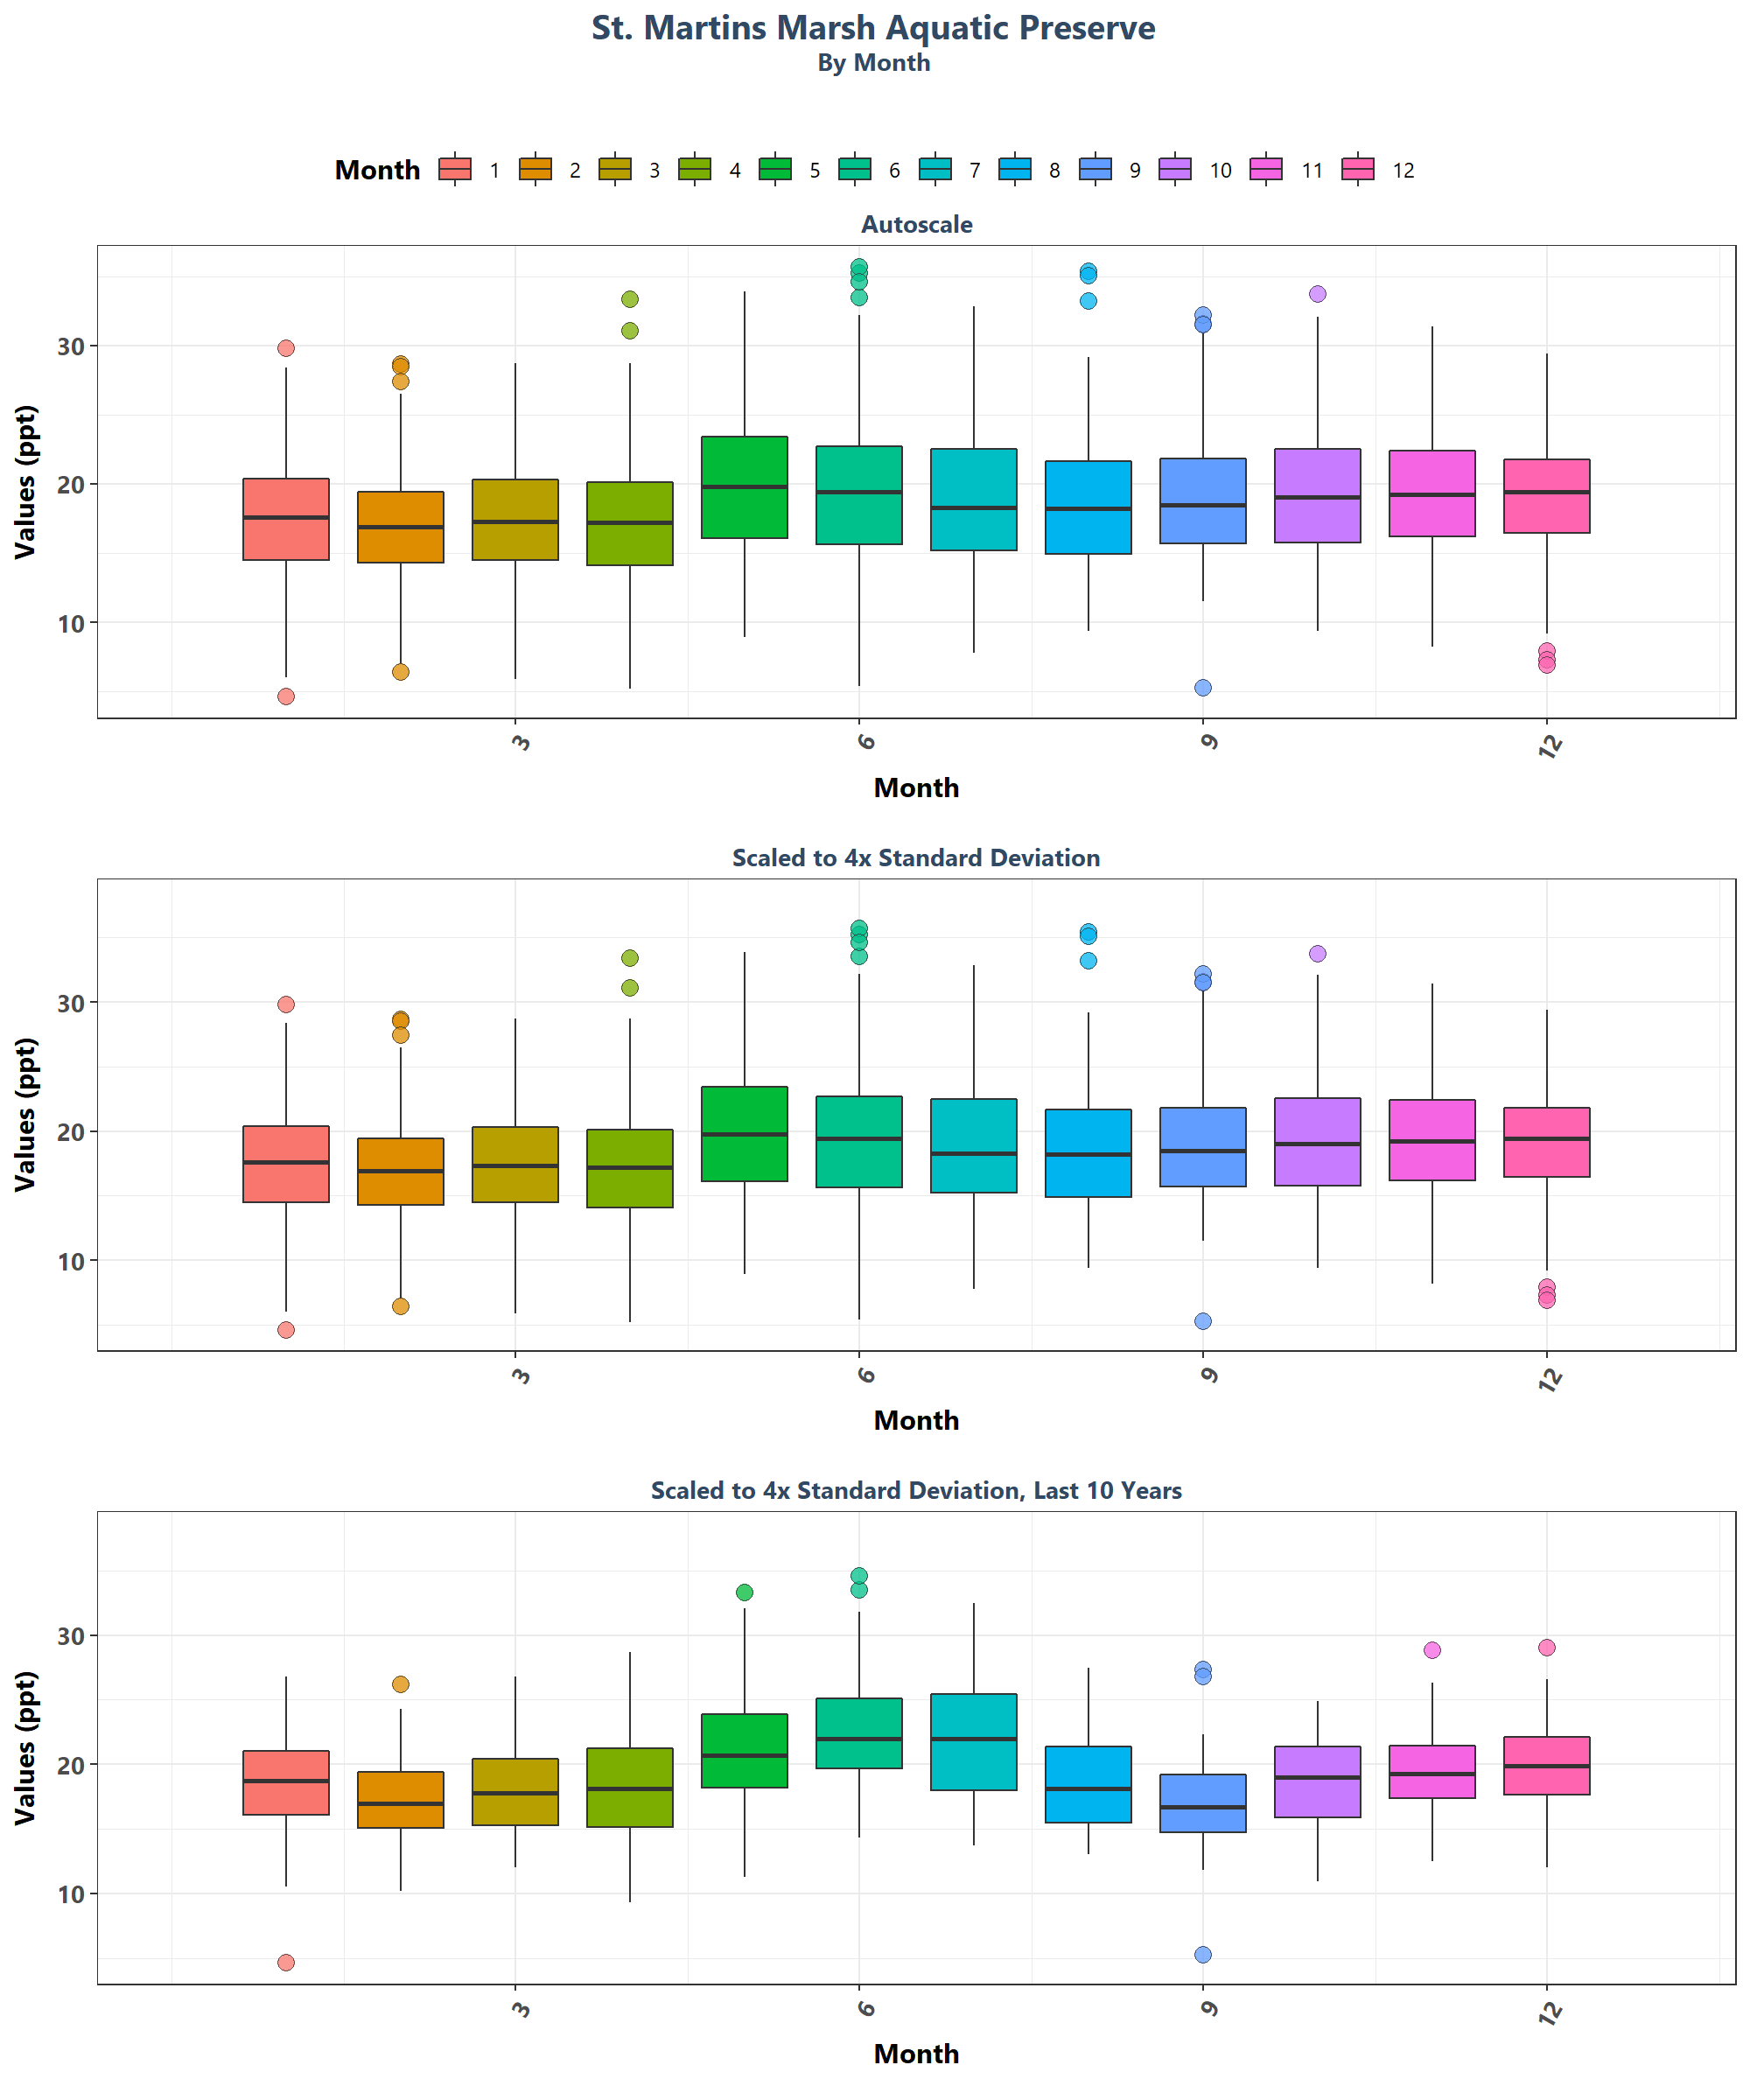 St. Martins Marsh Aquatic Preserve
By Month
Month 1 2 3 4 5 6 7 8 9 10 11 12
Autoscale
Values (ppt)
30
20
10
3 6 9 12
Month
Scaled to 4x Standard Deviation
Values (ppt)
30
20
10
3 6 9 12
Month
Scaled to 4x Standard Deviation, Last 10 Years
Values (ppt)
30
20
10
3 6 9 12
Month